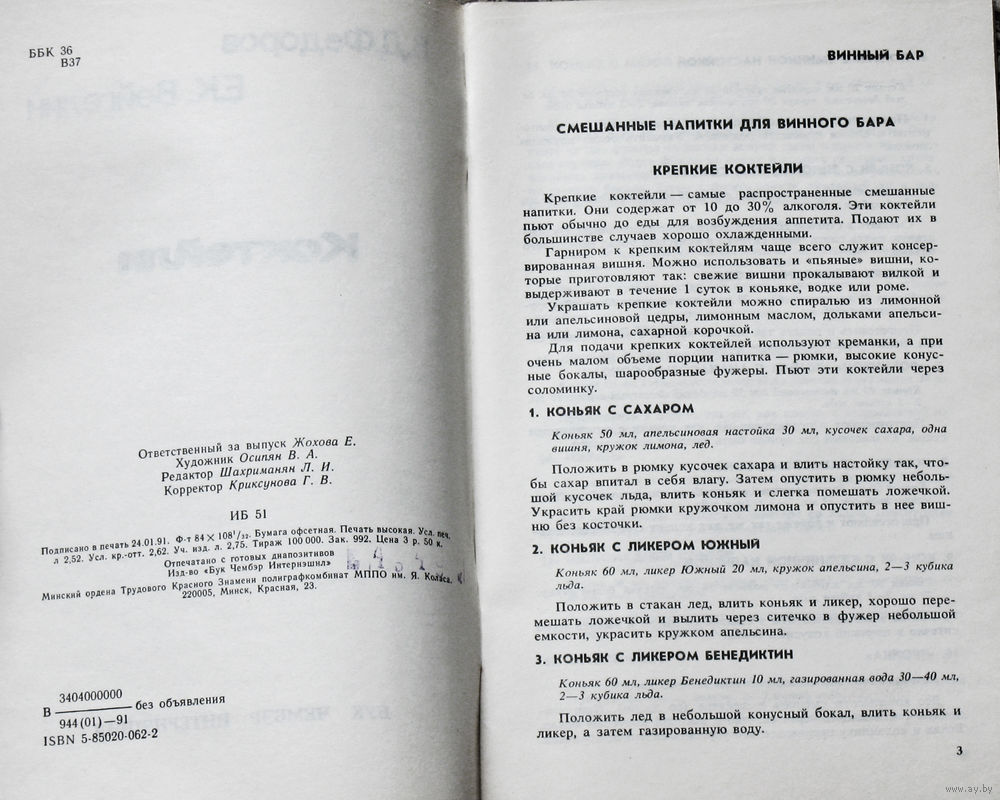 ББК 36
В37
Ответственный за выпуск Жохова Е.
Художник Осипян В. А.
Редактор Шахриманян Л. И.
Корректор Криксунова Г. В.
ИБ 51
Подписано в печать 24.01.91. Ф-т 84×108¹/₃₂. Бумага офсетная. Печать высокая. Усл. печ.
л 2,52. Усл. кр.-отт. 2,62. Уч. изд. л. 2,75. Тираж 100 000. Зак. 992. Цена 3 р. 50 к.
Отпечатано с готовых диапозитивов
Изд-во «Бук Чембэр Интернэшнл»
Минский ордена Трудового Красного Знамени полиграфкомбинат МППО им. Я. Коласа.
220005, Минск, Красная, 23.
3404000000
В без объявления
944 (01)—91
ISBN 5-85020-062-2
ВИННЫЙ БАР
СМЕШАННЫЕ НАПИТКИ ДЛЯ ВИННОГО БАРА
КРЕПКИЕ КОКТЕЙЛИ
Крепкие коктейли — самые распространенные смешанные
напитки. Они содержат от 10 до 30% алкоголя. Эти коктейли
пьют обычно до еды для возбуждения аппетита. Подают их в
большинстве случаев хорошо охлажденными.
Гарниром к крепким коктейлям чаще всего служит консер-
вированная вишня. Можно использовать и «пьяные» вишни, ко-
торые приготовляют так: свежие вишни прокалывают вилкой и
выдерживают в течение 1 суток в коньяке, водке или роме.
Украшать крепкие коктейли можно спиралью из лимонной
или апельсиновой цедры, лимонным маслом, дольками апельси-
на или лимона, сахарной корочкой.
Для подачи крепких коктейлей используют креманки, а при
очень малом объеме порции напитка — рюмки, высокие конус-
ные бокалы, шарообразные фужеры. Пьют эти коктейли через
соломинку.
1. КОНЬЯК С САХАРОМ
Коньяк 50 мл, апельсиновая настойка 30 мл, кусочек сахара, одна
вишня, кружок лимона, лед.
Положить в рюмку кусочек сахара и влить настойку так, что-
бы сахар впитал в себя влагу. Затем опустить в рюмку неболь-
шой кусочек льда, влить коньяк и слегка помешать ложечкой.
Украсить край рюмки кружочком лимона и опустить в нее виш-
ню без косточки.
2. КОНЬЯК С ЛИКЕРОМ ЮЖНЫЙ
Коньяк 60 мл, ликер Южный 20 мл, кружок апельсина, 2—3 кубика
льда.
Положить в стакан лед, влить коньяк и ликер, хорошо пере-
мешать ложечкой и вылить через ситечко в фужер небольшой
емкости, украсить кружком апельсина.
3. КОНЬЯК С ЛИКЕРОМ БЕНЕДИКТИН
Коньяк 60 мл, ликер Бенедиктин 10 мл, газированная вода 30—40 мл,
2—3 кубика льда.
Положить лед в небольшой конусный бокал, влить коньяк и
ликер, а затем газированную воду.
3
www.ay.by